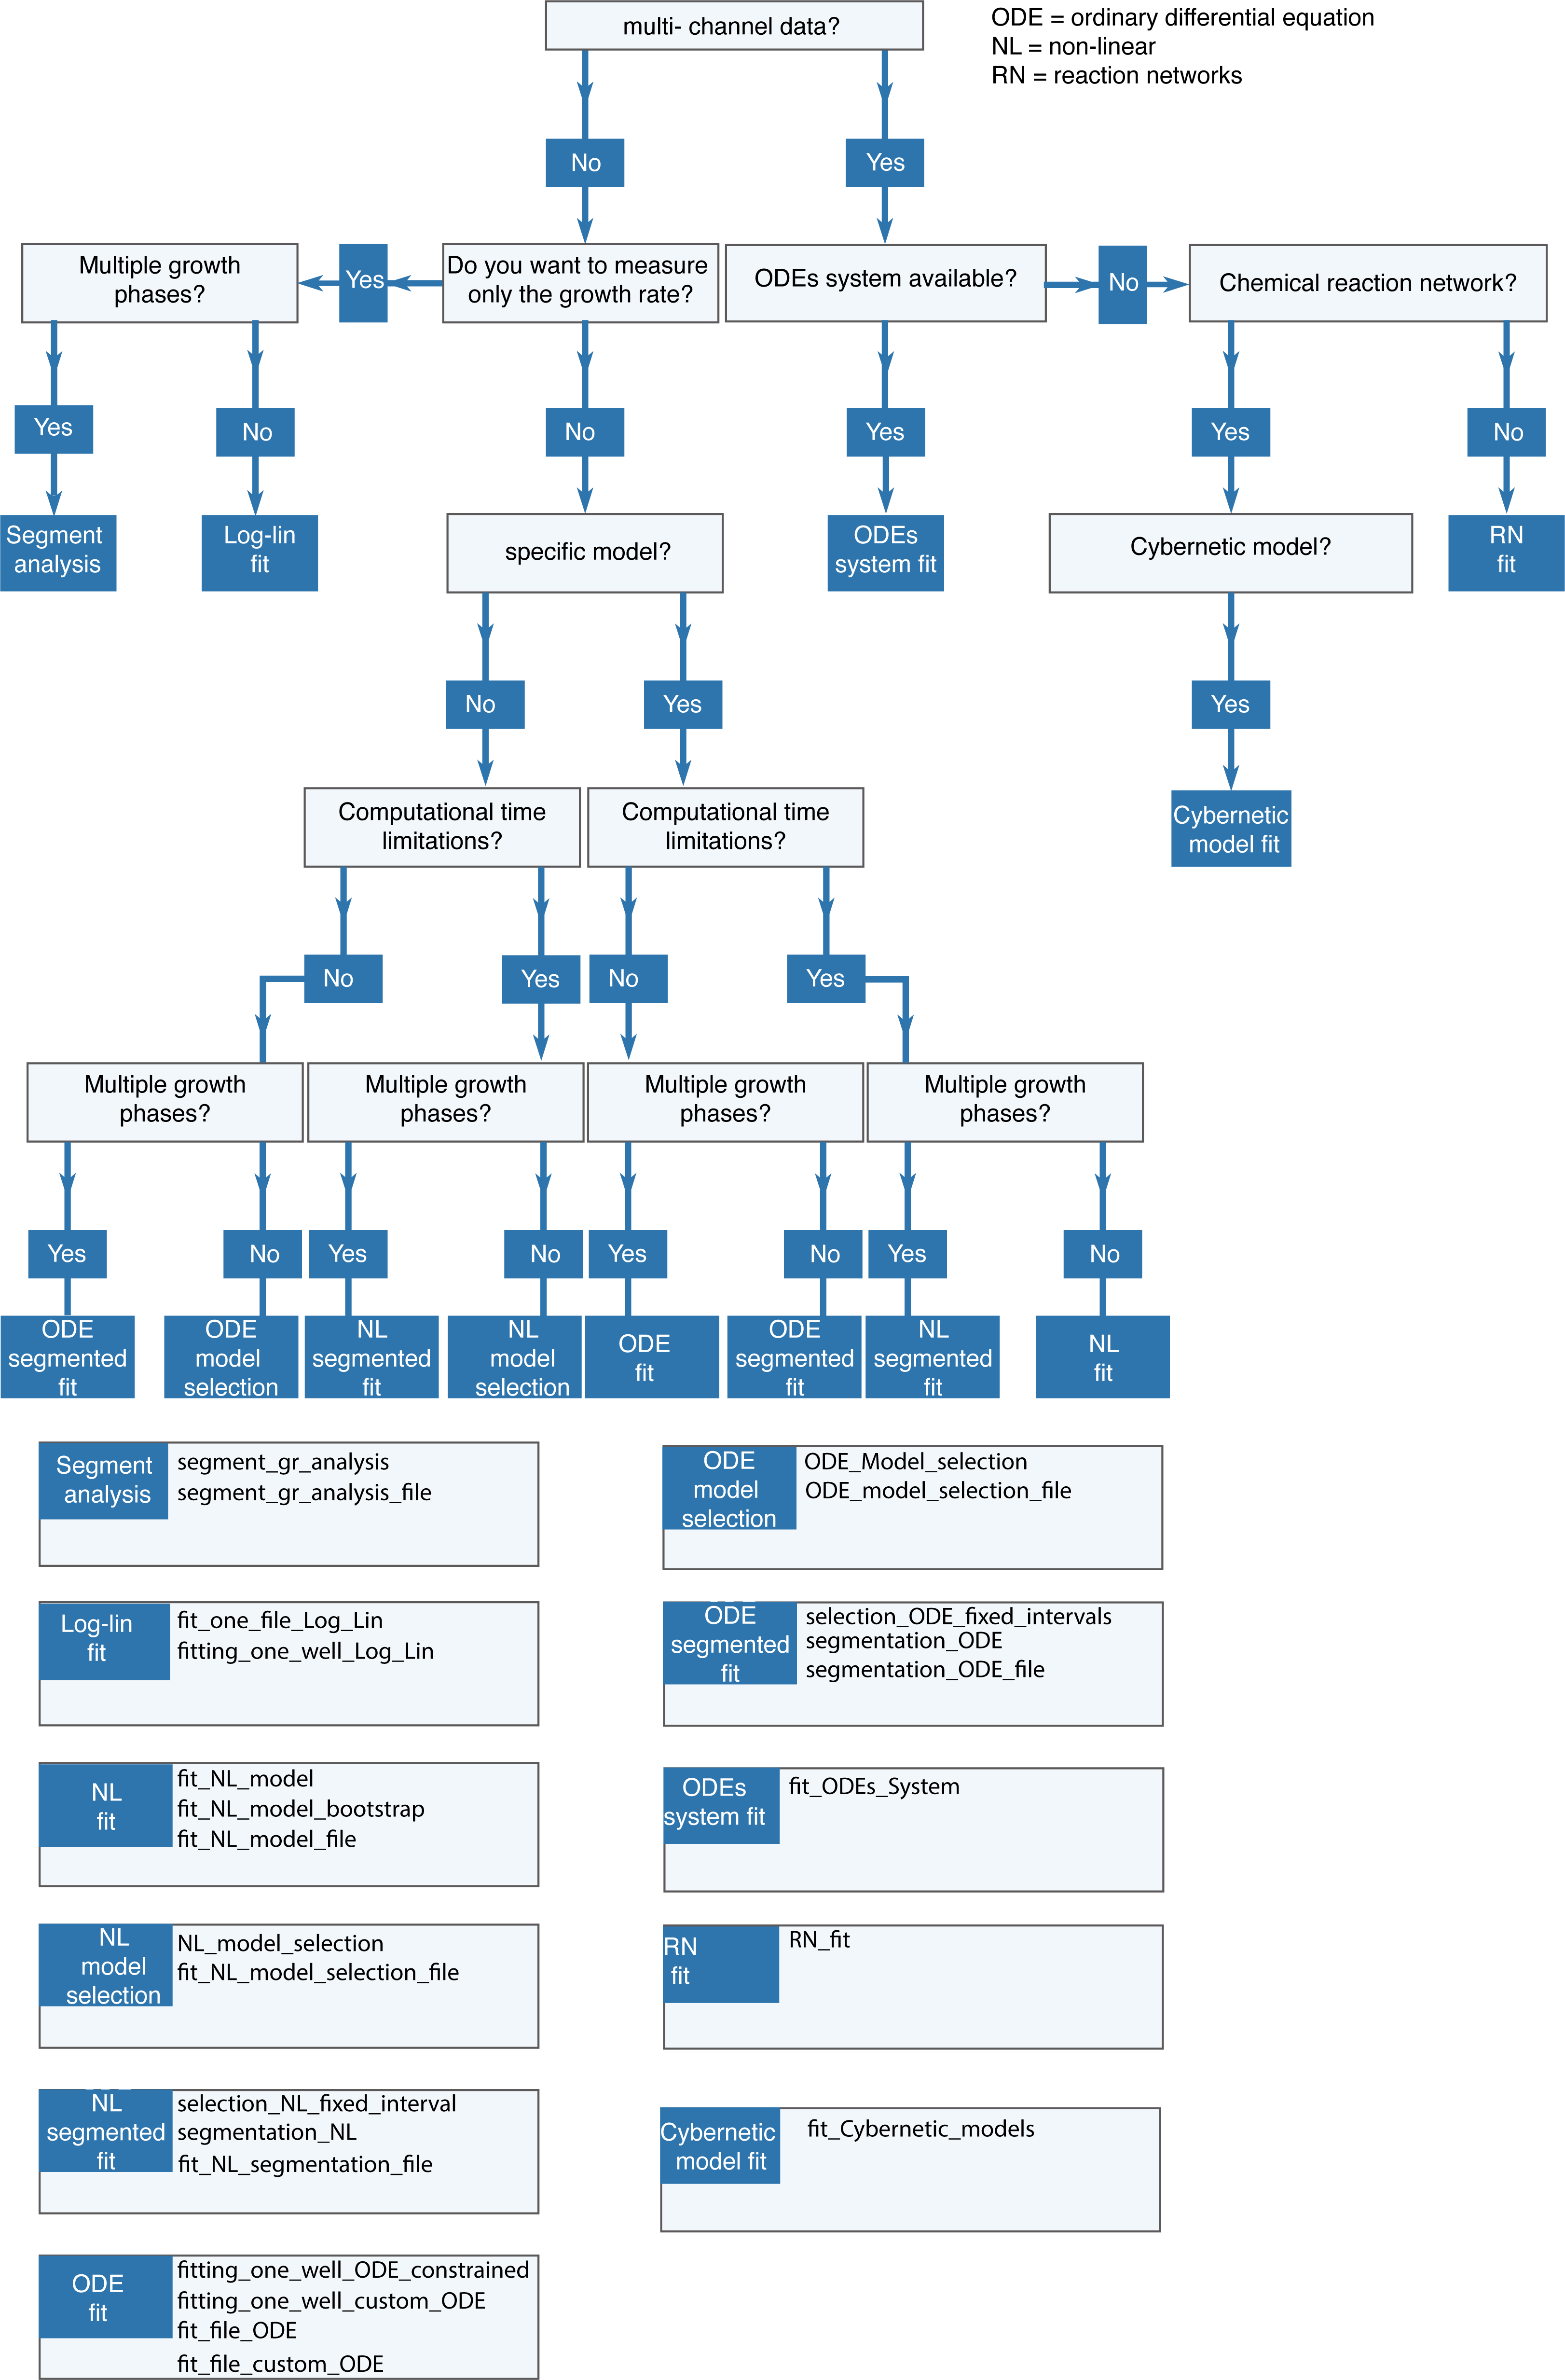 multi- channel data?
ODE = ordinary differential equation
NL = non-linear
RN = reaction networks
No
Yes
Multiple growth
phases?
Yes
Do you want to measure
only the growth rate?
ODEs system available?
No
Chemical reaction network?
Yes
No
No
Yes
Yes
No
Segment
analysis
Log-lin
fit
specific model?
ODEs
system fit
Cybernetic model?
RN
fit
No
Yes
Yes
Computational time
limitations?
Computational time
limitations?
Cybernetic
model fit
No
Yes
No
Yes
Multiple growth
phases?
Multiple growth
phases?
Multiple growth
phases?
Multiple growth
phases?
Yes
No
Yes
No
Yes
No
Yes
No
ODE
segmented
fit
ODE
model
selection
NL
segmented
fit
NL
model
selection
ODE
fit
ODE
segmented
fit
NL
segmented
fit
NL
fit
Segment
analysis
segment_gr_analysis
segment_gr_analysis_file
ODE
model
selection
ODE_Model_selection
ODE_model_selection_file
Log-lin
fit
fit_one_file_Log_Lin
fitting_one_well_Log_Lin
ODE
segmented
fit
selection_ODE_fixed_intervals
segmentation_ODE
segmentation_ODE_file
NL
fit
fit_NL_model
fit_NL_model_bootstrap
fit_NL_model_file
ODEs
system fit
fit_ODEs_System
NL
model
selection
NL_model_selection
fit_NL_model_selection_file
RN
fit
RN_fit
NL
segmented
fit
selection_NL_fixed_interval
segmentation_NL
fit_NL_segmentation_file
Cybernetic
model fit
fit_Cybernetic_models
ODE
fit
fitting_one_well_ODE_constrained
fitting_one_well_custom_ODE
fit_file_ODE
fit_file_custom_ODE